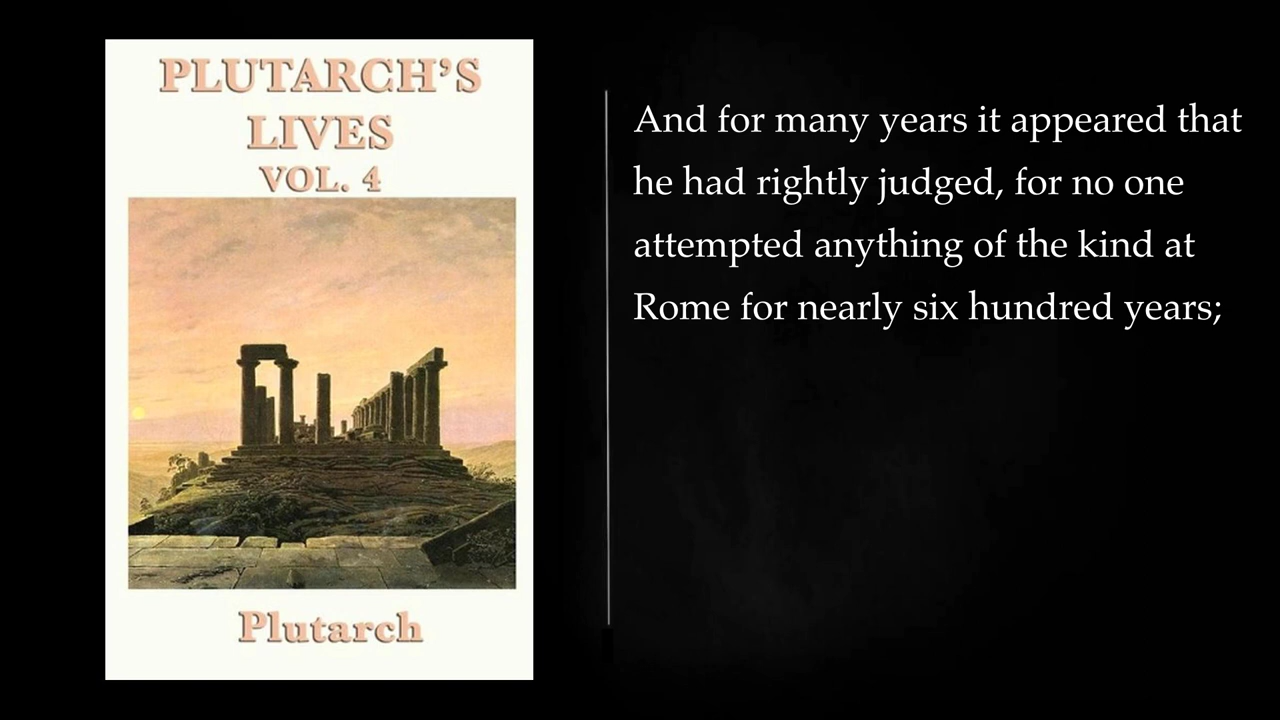 PLUTARCH'S
LIVES
VOL. 4
Plutarch
And for many years it appeared that
he had rightly judged, for no one
attempted anything of the kind at
Rome for nearly six hundred years;